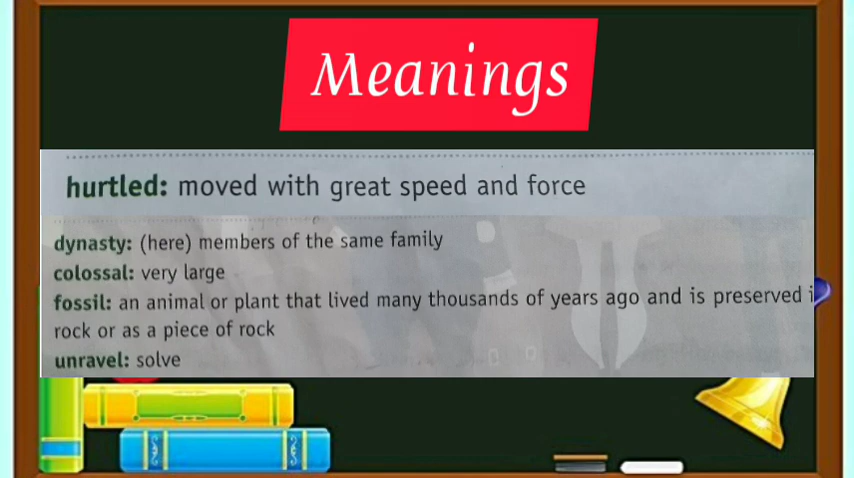 Meanings
hurtled: moved with great speed and force
dynasty: (here) members of the same family
colossal: very large
fossil: an animal or plant that lived many thousands of years ago and is preserved i
rock or as a piece of rock
unravel: solve